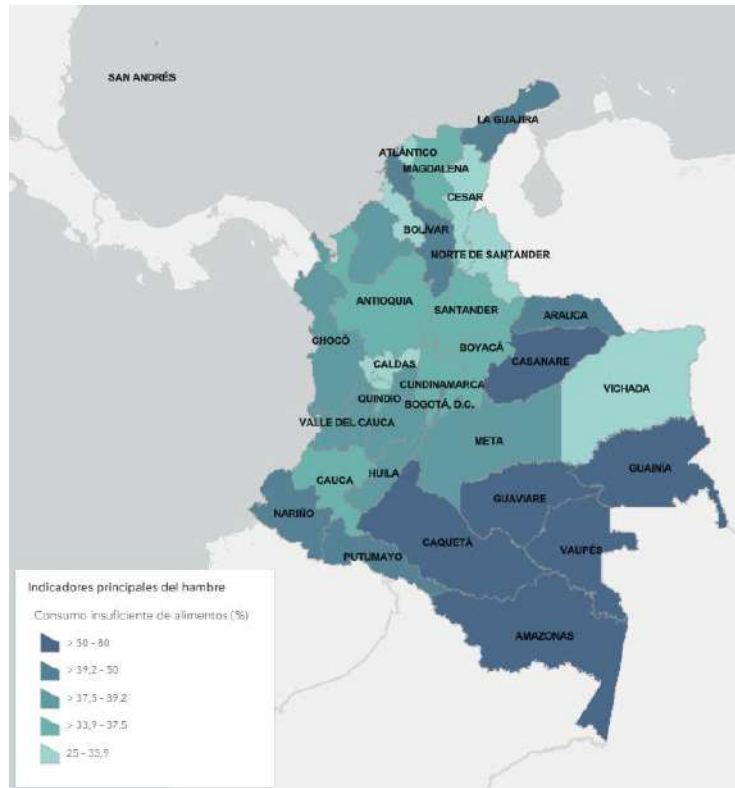 SAN ANDRÉS
LA GUAJIRA
ATLÁNTICO
MAGDALENA
CESAR
BOLÍVAR
NORTE DE SANTANDER
ANTIOQUIA
SANTANDER
ARAUCA
CHOCÓ
BOYACÁ
CASANARE
CALDAS
CUNDINAMARCA
VICHADA
QUINDÍO
BOGOTÁ, D.C.
VALLE DEL CAUCA
META
GUAINÍA
HUILA
CAUCA
GUAVIARE
NARIÑO
CAQUETÁ
VAUPÉS
PUTUMAYO
AMAZONAS
Indicadores principales del hambre
Consumo insuficiente de alimentos (%)
> 50 - 80
> 39,2 - 50
> 37,5 - 39,2
> 33,9 - 37,5
25 - 33,9